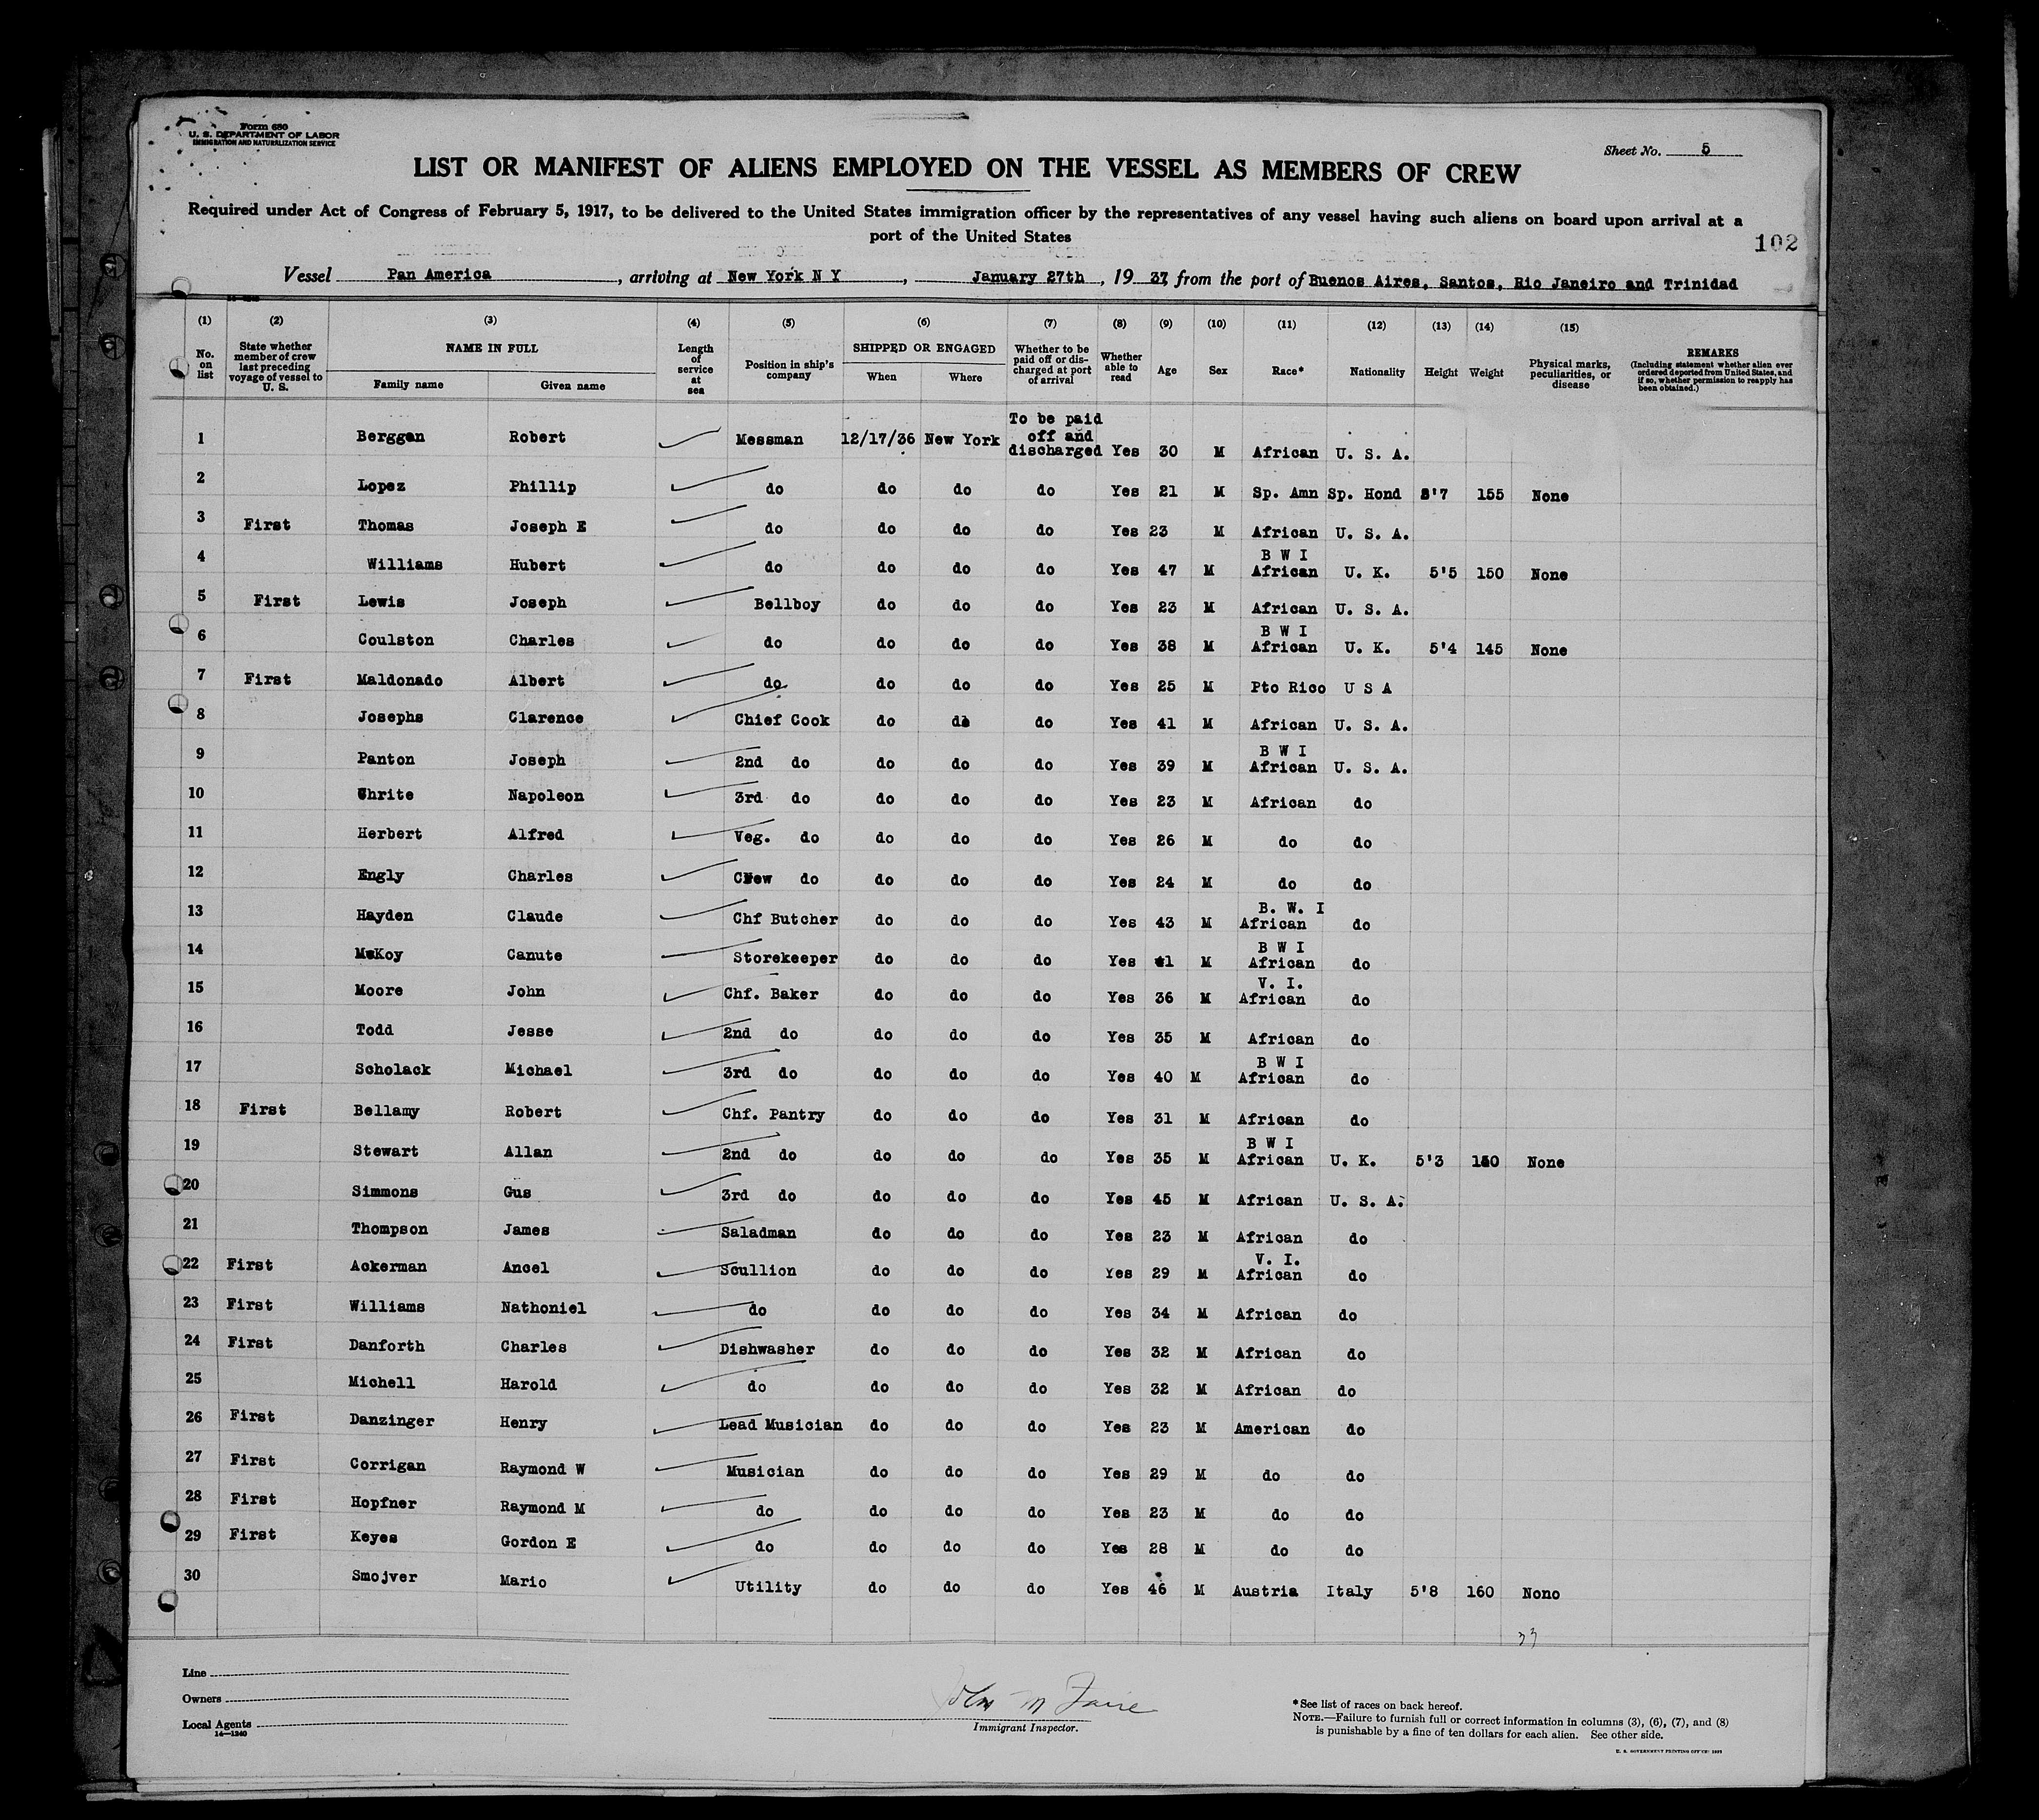 Form 680
U. S. DEPARTMENT OF LABOR
IMMIGRATION AND NATURALIZATION SERVICE
Sheet No. 5
LIST OR MANIFEST OF ALIENS EMPLOYED ON THE VESSEL AS MEMBERS OF CREW
Required under Act of Congress of February 5, 1917, to be delivered to the United States immigration officer by the representatives of any vessel having such aliens on board upon arrival at a
port of the United States
102
Vessel Pan America, arriving at New York N Y, January 27th, 19 37, from the port of Buenos Aires, Santos, Rio Janeiro and Trinidad
(1) (2) (3) (4) (5) (6) (7) (8) (9) (10) (11) (12) (13) (14) (15)
No. on list
State whether member of crew last preceding voyage of vessel to U. S.
NAME IN FULL
Family name Given name
Length of service at sea
Position in ship's company
SHIPPED OR ENGAGED
When Where
Whether to be paid off or discharged at port of arrival
Whether able to read
Age
Sex
Race*
Nationality
Height
Weight
Physical marks, peculiarities, or disease
REMARKS
(Including statement whether alien ever ordered deported from United States, and if so, whether permission to reapply has been obtained.)
1 Berggen Robert Messman 12/17/36 New York To be paid off and discharged Yes 30 M African U. S. A.
2 Lopez Phillip do do do do Yes 21 M Sp. Amn Sp. Hond 5'7 155 None
3 First Thomas Joseph E do do do do Yes 23 M African U. S. A.
4 Williams Hubert do do do do Yes 47 M B W I African U. K. 5'5 150 None
5 First Lewis Joseph Bellboy do do do Yes 23 M African U. S. A.
6 Coulston Charles do do do do Yes 38 M B W I African U. K. 5'4 145 None
7 First Maldonado Albert do do do do Yes 25 M Pto Rico U S A
8 Josephs Clarence Chief Cook do do do Yes 41 M African U. S. A.
9 Panton Joseph 2nd do do do do Yes 39 M B W I African U. S. A.
10 Napoleon 3rd do do do do Yes 23 M African do
11 Herbert Alfred Veg. do do do do Yes 26 M do do
12 Engly Charles Crew do do do do Yes 24 M do do
13 Hayden Claude Chf Butcher do do do Yes 43 M B. W. I African do
14 McKoy Canute Storekeeper do do do Yes 41 M B W I African do
15 Moore John Chf. Baker do do do Yes 36 M V. I. African do
16 Todd Jesse 2nd do do do do Yes 35 M African do
17 Scholack Michael 3rd do do do do Yes 40 M B W I African do
18 First Bellamy Robert Chf. Pantry do do do Yes 31 M African do
19 Stewart Allan 2nd do do do do Yes 35 M B W I African U. K. 5'3 None
20 Simmons Gus 3rd do do do do Yes 45 M African U. S. A.
21 Thompson James Saladman do do do Yes 23 M African do
22 First Ackerman Ancel Scullion do do do Yes 29 M V. I. African do
23 First Williams Nathoniel do do do do Yes 34 M African do
24 First Danforth Charles Dishwasher do do do Yes 32 M African do
25 Michell Harold do do do do Yes 32 M African do
26 First Danzinger Henry Lead Musician do do do Yes 23 M American do
27 First Corrigan Raymond W Musician do do do Yes 29 M do do
28 First Hopfner Raymond M do do do do Yes 23 M do do
29 First Keyes Gordon E do do do do Yes 28 M do do
30 Smojver Mario Utility do do do Yes 46 M Austria Italy 5'8 160 Nono
Line
Owners
Local Agents
14—1240
John M
Immigrant Inspector.
*See list of races on back hereof.
NOTE.—Failure to furnish full or correct information in columns (3), (6), (7), and (8)
is punishable by a fine of ten dollars for each alien. See other side.